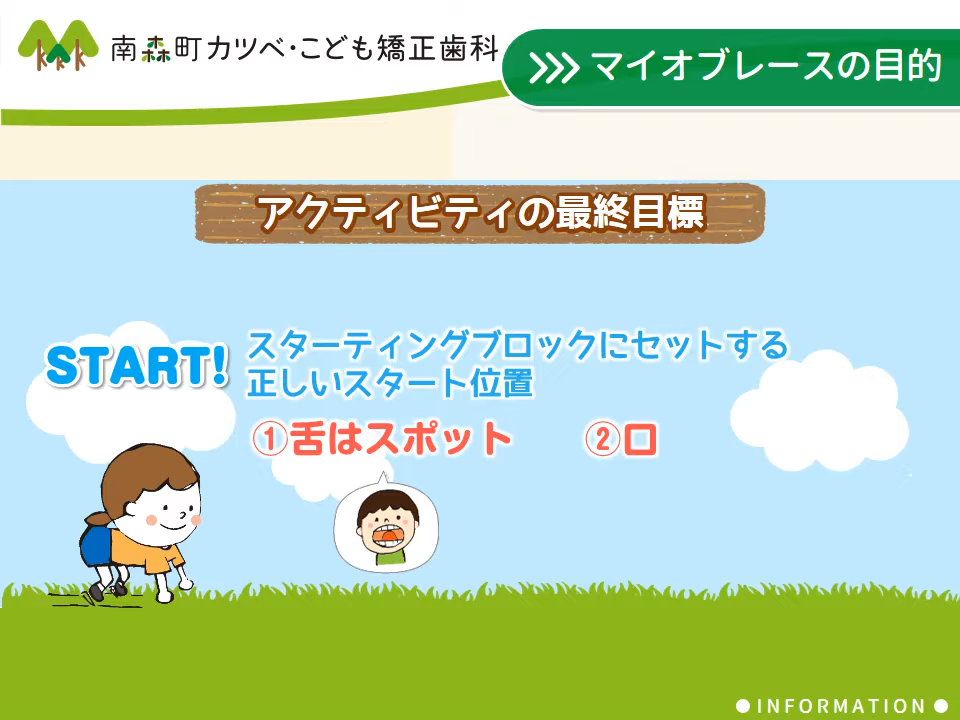 南森町カツベ・こども矯正歯科
マイオブレースの目的
アクティビティの最終目標
START!
スターティングブロックにセットする
正しいスタート位置
①舌はスポット ②口
INFORMATION